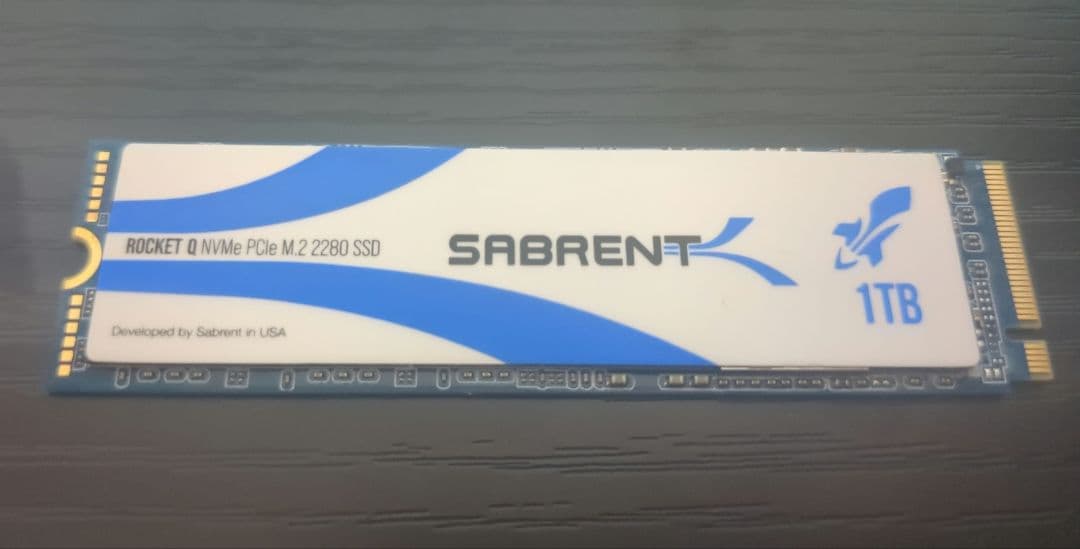 ROCKET Q NVMe PCIe M.2 2280 SSD
SABRENT
1TB
Developed by Sabrent in USA